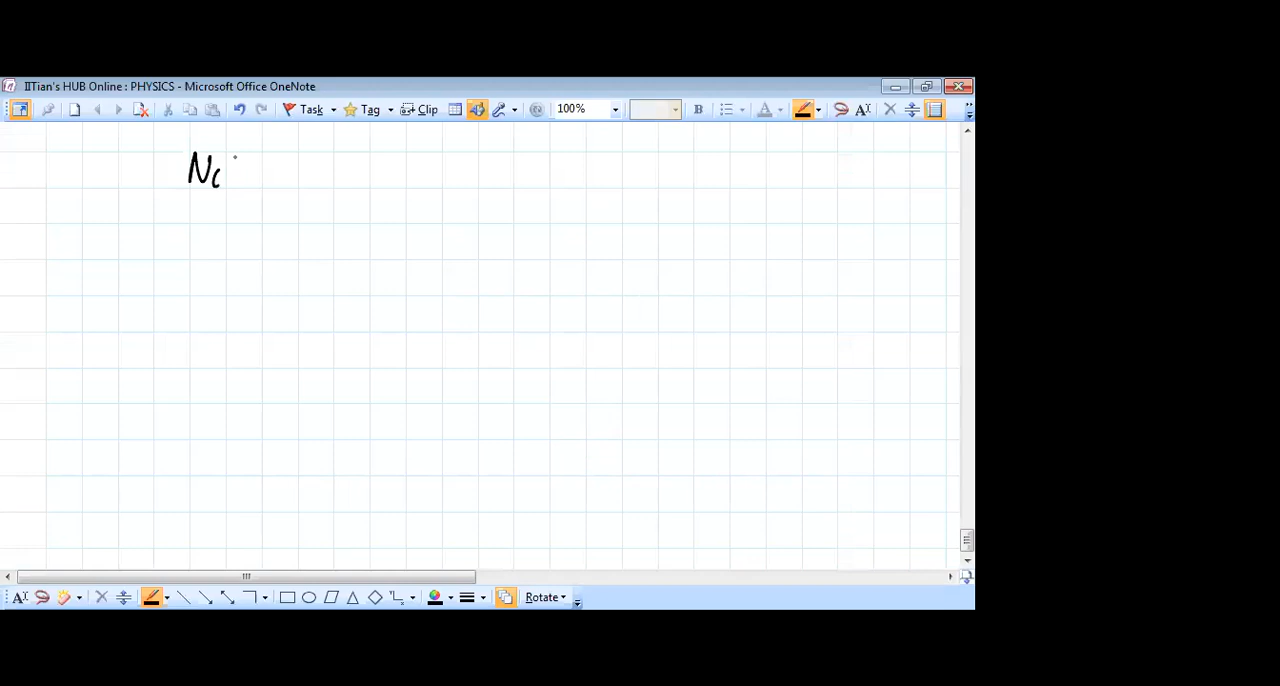 IITian's HUB Online : PHYSICS - Microsoft Office OneNote
Task Tag Clip 100% B A A
Nc
A Rotate